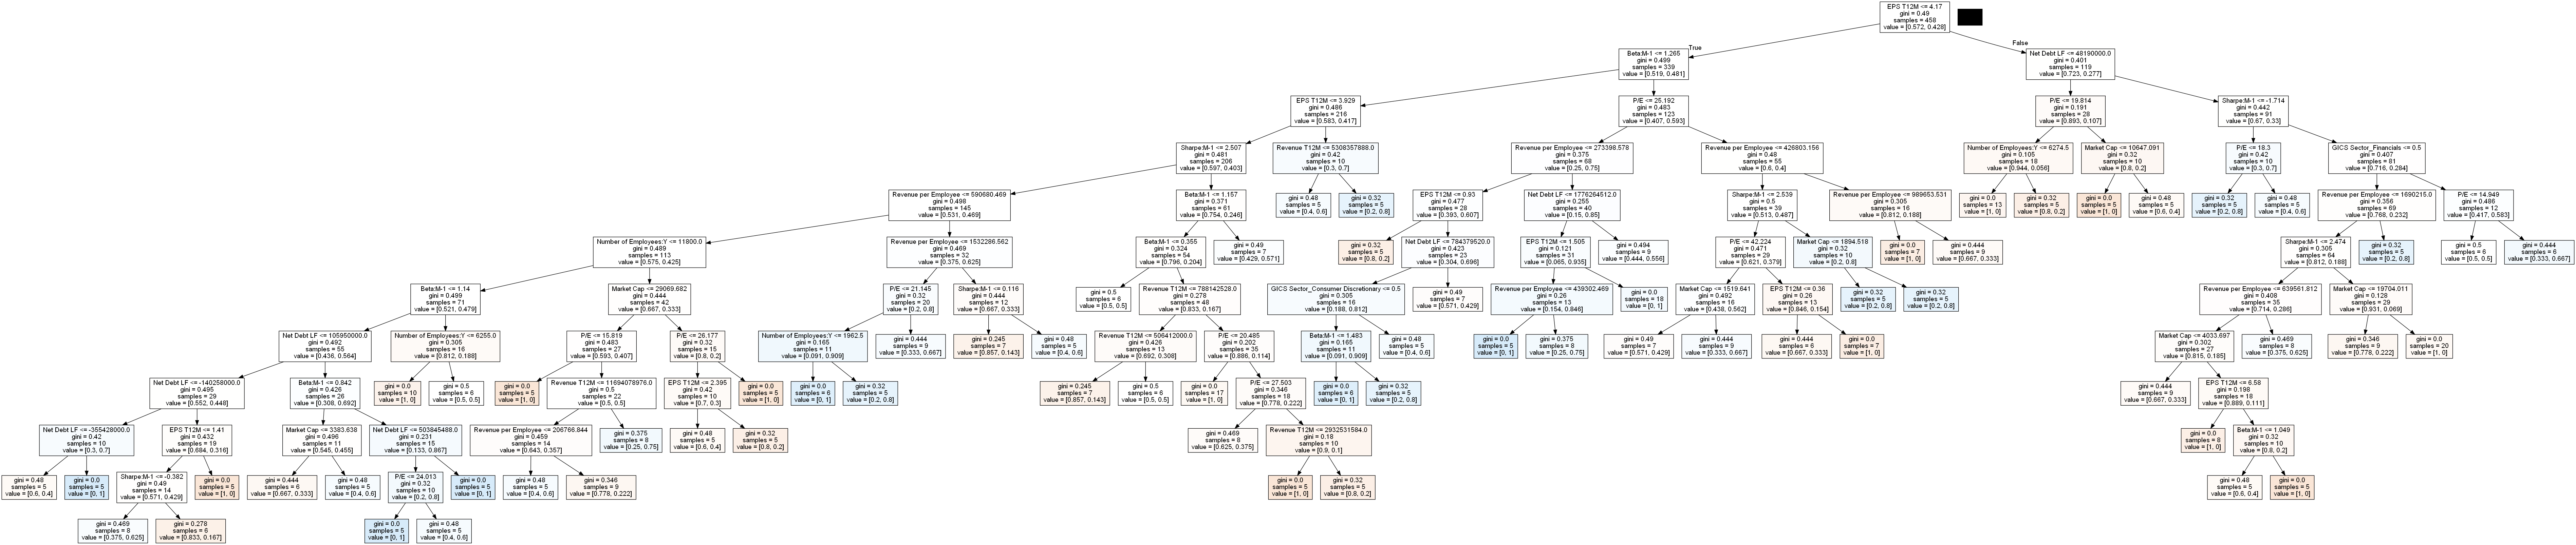 EPS T12M <= 4.17
gini = 0.49
samples = 458
value = [0.572, 0.428]
True
False
Beta:M-1 <= 1.265
gini = 0.499
samples = 339
value = [0.519, 0.481]
Net Debt LF <= 48190000.0
gini = 0.401
samples = 119
value = [0.723, 0.277]
EPS T12M <= 3.929
gini = 0.486
samples = 216
value = [0.583, 0.417]
P/E <= 25.192
gini = 0.483
samples = 123
value = [0.407, 0.593]
P/E <= 19.814
gini = 0.191
samples = 28
value = [0.893, 0.107]
Sharpe:M-1 <= -1.714
gini = 0.442
samples = 91
value = [0.67, 0.33]
Sharpe:M-1 <= 2.507
gini = 0.481
samples = 206
value = [0.597, 0.403]
Revenue T12M <= 5308357888.0
gini = 0.42
samples = 10
value = [0.3, 0.7]
Revenue per Employee <= 273398.578
gini = 0.375
samples = 68
value = [0.25, 0.75]
Revenue per Employee <= 426803.156
gini = 0.48
samples = 55
value = [0.6, 0.4]
Number of Employees:Y <= 6274.5
gini = 0.105
samples = 18
value = [0.944, 0.056]
Market Cap <= 10647.091
gini = 0.32
samples = 10
value = [0.8, 0.2]
P/E <= 18.3
gini = 0.42
samples = 10
value = [0.3, 0.7]
GICS Sector_Financials <= 0.5
gini = 0.407
samples = 81
value = [0.716, 0.284]
Revenue per Employee <= 590680.469
gini = 0.498
samples = 145
value = [0.531, 0.469]
Beta:M-1 <= 1.157
gini = 0.371
samples = 61
value = [0.754, 0.246]
gini = 0.48
samples = 5
value = [0.4, 0.6]
gini = 0.32
samples = 5
value = [0.2, 0.8]
EPS T12M <= 0.93
gini = 0.477
samples = 28
value = [0.393, 0.607]
Net Debt LF <= 1776264512.0
gini = 0.255
samples = 40
value = [0.15, 0.85]
Sharpe:M-1 <= 2.539
gini = 0.5
samples = 39
value = [0.513, 0.487]
Revenue per Employee <= 989653.531
gini = 0.305
samples = 16
value = [0.812, 0.188]
gini = 0.0
samples = 13
value = [1, 0]
gini = 0.32
samples = 5
value = [0.8, 0.2]
gini = 0.0
samples = 5
value = [1, 0]
gini = 0.48
samples = 5
value = [0.6, 0.4]
gini = 0.32
samples = 5
value = [0.2, 0.8]
gini = 0.48
samples = 5
value = [0.4, 0.6]
Revenue per Employee <= 1690215.0
gini = 0.356
samples = 69
value = [0.768, 0.232]
P/E <= 14.949
gini = 0.486
samples = 12
value = [0.417, 0.583]
Number of Employees:Y <= 11800.0
gini = 0.489
samples = 113
value = [0.575, 0.425]
Revenue per Employee <= 1532286.562
gini = 0.469
samples = 32
value = [0.375, 0.625]
Beta:M-1 <= 0.355
gini = 0.324
samples = 54
value = [0.796, 0.204]
gini = 0.49
samples = 7
value = [0.429, 0.571]
gini = 0.32
samples = 5
value = [0.8, 0.2]
Net Debt LF <= 784379520.0
gini = 0.423
samples = 23
value = [0.304, 0.696]
EPS T12M <= 1.505
gini = 0.121
samples = 31
value = [0.065, 0.935]
gini = 0.494
samples = 9
value = [0.444, 0.556]
P/E <= 42.224
gini = 0.471
samples = 29
value = [0.621, 0.379]
Market Cap <= 1894.518
gini = 0.32
samples = 10
value = [0.2, 0.8]
gini = 0.0
samples = 7
value = [1, 0]
gini = 0.444
samples = 9
value = [0.667, 0.333]
Sharpe:M-1 <= 2.474
gini = 0.305
samples = 64
value = [0.812, 0.188]
gini = 0.32
samples = 5
value = [0.2, 0.8]
gini = 0.5
samples = 6
value = [0.5, 0.5]
gini = 0.444
samples = 6
value = [0.333, 0.667]
Beta:M-1 <= 1.14
gini = 0.499
samples = 71
value = [0.521, 0.479]
Market Cap <= 29069.682
gini = 0.444
samples = 42
value = [0.667, 0.333]
P/E <= 21.145
gini = 0.32
samples = 20
value = [0.2, 0.8]
Sharpe:M-1 <= 0.116
gini = 0.444
samples = 12
value = [0.667, 0.333]
gini = 0.5
samples = 6
value = [0.5, 0.5]
Revenue T12M <= 788142528.0
gini = 0.278
samples = 48
value = [0.833, 0.167]
GICS Sector_Consumer Discretionary <= 0.5
gini = 0.305
samples = 16
value = [0.188, 0.812]
gini = 0.49
samples = 7
value = [0.571, 0.429]
Revenue per Employee <= 439302.469
gini = 0.26
samples = 13
value = [0.154, 0.846]
gini = 0.0
samples = 18
value = [0, 1]
Market Cap <= 1519.641
gini = 0.492
samples = 16
value = [0.438, 0.562]
EPS T12M <= 0.36
gini = 0.26
samples = 13
value = [0.846, 0.154]
gini = 0.32
samples = 5
value = [0.2, 0.8]
gini = 0.32
samples = 5
value = [0.2, 0.8]
Revenue per Employee <= 639561.812
gini = 0.408
samples = 35
value = [0.714, 0.286]
Market Cap <= 19704.011
gini = 0.128
samples = 29
value = [0.931, 0.069]
Net Debt LF <= 105950000.0
gini = 0.492
samples = 55
value = [0.436, 0.564]
Number of Employees:Y <= 6255.0
gini = 0.305
samples = 16
value = [0.812, 0.188]
P/E <= 15.819
gini = 0.483
samples = 27
value = [0.593, 0.407]
P/E <= 26.177
gini = 0.32
samples = 15
value = [0.8, 0.2]
Number of Employees:Y <= 1962.5
gini = 0.165
samples = 11
value = [0.091, 0.909]
gini = 0.444
samples = 9
value = [0.333, 0.667]
gini = 0.245
samples = 7
value = [0.857, 0.143]
gini = 0.48
samples = 5
value = [0.4, 0.6]
Revenue T12M <= 506412000.0
gini = 0.426
samples = 13
value = [0.692, 0.308]
P/E <= 20.485
gini = 0.202
samples = 35
value = [0.886, 0.114]
Beta:M-1 <= 1.483
gini = 0.165
samples = 11
value = [0.091, 0.909]
gini = 0.48
samples = 5
value = [0.4, 0.6]
gini = 0.0
samples = 5
value = [0, 1]
gini = 0.375
samples = 8
value = [0.25, 0.75]
gini = 0.49
samples = 7
value = [0.571, 0.429]
gini = 0.444
samples = 9
value = [0.333, 0.667]
gini = 0.444
samples = 6
value = [0.667, 0.333]
gini = 0.0
samples = 7
value = [1, 0]
Market Cap <= 4033.697
gini = 0.302
samples = 27
value = [0.815, 0.185]
gini = 0.469
samples = 8
value = [0.375, 0.625]
gini = 0.346
samples = 9
value = [0.778, 0.222]
gini = 0.0
samples = 20
value = [1, 0]
Net Debt LF <= -140258000.0
gini = 0.495
samples = 29
value = [0.552, 0.448]
Beta:M-1 <= 0.842
gini = 0.426
samples = 26
value = [0.308, 0.692]
gini = 0.0
samples = 10
value = [1, 0]
gini = 0.5
samples = 6
value = [0.5, 0.5]
gini = 0.0
samples = 5
value = [1, 0]
Revenue T12M <= 11694078976.0
gini = 0.5
samples = 22
value = [0.5, 0.5]
EPS T12M <= 2.395
gini = 0.42
samples = 10
value = [0.7, 0.3]
gini = 0.0
samples = 5
value = [1, 0]
gini = 0.0
samples = 6
value = [0, 1]
gini = 0.32
samples = 5
value = [0.2, 0.8]
gini = 0.245
samples = 7
value = [0.857, 0.143]
gini = 0.5
samples = 6
value = [0.5, 0.5]
gini = 0.0
samples = 17
value = [1, 0]
P/E <= 27.503
gini = 0.346
samples = 18
value = [0.778, 0.222]
gini = 0.0
samples = 6
value = [0, 1]
gini = 0.32
samples = 5
value = [0.2, 0.8]
gini = 0.444
samples = 9
value = [0.667, 0.333]
EPS T12M <= 6.58
gini = 0.198
samples = 18
value = [0.889, 0.111]
Net Debt LF <= -355428000.0
gini = 0.42
samples = 10
value = [0.3, 0.7]
EPS T12M <= 1.41
gini = 0.432
samples = 19
value = [0.684, 0.316]
Market Cap <= 3383.638
gini = 0.496
samples = 11
value = [0.545, 0.455]
Net Debt LF <= 503845488.0
gini = 0.231
samples = 15
value = [0.133, 0.867]
Revenue per Employee <= 206766.844
gini = 0.459
samples = 14
value = [0.643, 0.357]
gini = 0.375
samples = 8
value = [0.25, 0.75]
gini = 0.48
samples = 5
value = [0.6, 0.4]
gini = 0.32
samples = 5
value = [0.8, 0.2]
gini = 0.469
samples = 8
value = [0.625, 0.375]
Revenue T12M <= 2932531584.0
gini = 0.18
samples = 10
value = [0.9, 0.1]
gini = 0.0
samples = 8
value = [1, 0]
Beta:M-1 <= 1.049
gini = 0.32
samples = 10
value = [0.8, 0.2]
gini = 0.48
samples = 5
value = [0.6, 0.4]
gini = 0.0
samples = 5
value = [0, 1]
Sharpe:M-1 <= -0.382
gini = 0.49
samples = 14
value = [0.571, 0.429]
gini = 0.0
samples = 5
value = [1, 0]
gini = 0.444
samples = 6
value = [0.667, 0.333]
gini = 0.48
samples = 5
value = [0.4, 0.6]
P/E <= 24.013
gini = 0.32
samples = 10
value = [0.2, 0.8]
gini = 0.0
samples = 5
value = [0, 1]
gini = 0.48
samples = 5
value = [0.4, 0.6]
gini = 0.346
samples = 9
value = [0.778, 0.222]
gini = 0.0
samples = 5
value = [1, 0]
gini = 0.32
samples = 5
value = [0.8, 0.2]
gini = 0.48
samples = 5
value = [0.6, 0.4]
gini = 0.0
samples = 5
value = [1, 0]
gini = 0.469
samples = 8
value = [0.375, 0.625]
gini = 0.278
samples = 6
value = [0.833, 0.167]
gini = 0.0
samples = 5
value = [0, 1]
gini = 0.48
samples = 5
value = [0.4, 0.6]